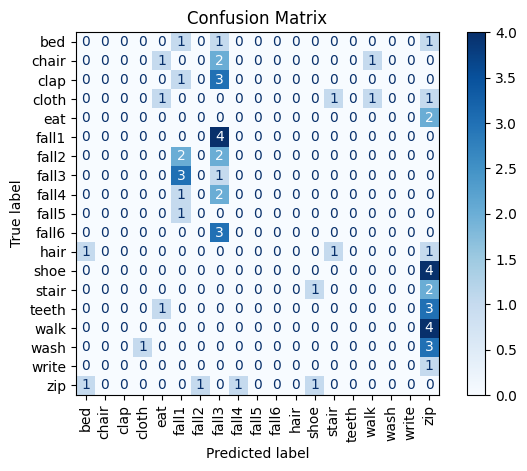 Confusion Matrix
True label
bed 0 0 0 0 0 1 0 1 0 0 0 0 0 0 0 0 0 0 1
chair 0 0 0 0 1 0 0 2 0 0 0 0 0 0 0 1 0 0 0
clap 0 0 0 0 0 1 0 3 0 0 0 0 0 0 0 0 0 0 0
cloth 0 0 0 0 1 0 0 0 0 0 0 0 0 1 0 1 0 0 1
eat 0 0 0 0 0 0 0 0 0 0 0 0 0 0 0 0 0 0 2
fall1 0 0 0 0 0 0 0 4 0 0 0 0 0 0 0 0 0 0 0
fall2 0 0 0 0 0 2 0 2 0 0 0 0 0 0 0 0 0 0 0
fall3 0 0 0 0 0 3 0 1 0 0 0 0 0 0 0 0 0 0 0
fall4 0 0 0 0 0 1 0 2 0 0 0 0 0 0 0 0 0 0 0
fall5 0 0 0 0 0 1 0 0 0 0 0 0 0 0 0 0 0 0 0
fall6 0 0 0 0 0 0 0 3 0 0 0 0 0 0 0 0 0 0 0
hair 1 0 0 0 0 0 0 0 0 0 0 0 0 1 0 0 0 0 1
shoe 0 0 0 0 0 0 0 0 0 0 0 0 0 0 0 0 0 0 4
stair 0 0 0 0 0 0 0 0 0 0 0 0 1 0 0 0 0 0 2
teeth 0 0 0 0 1 0 0 0 0 0 0 0 0 0 0 0 0 0 3
walk 0 0 0 0 0 0 0 0 0 0 0 0 0 0 0 0 0 0 4
wash 0 0 0 1 0 0 0 0 0 0 0 0 0 0 0 0 0 0 3
write 0 0 0 0 0 0 0 0 0 0 0 0 0 0 0 0 0 0 1
zip 1 0 0 0 0 0 1 0 1 0 0 0 1 0 0 0 0 0 0
bed chair clap cloth eat fall1 fall2 fall3 fall4 fall5 fall6 hair shoe stair teeth walk wash write zip
Predicted label
4.0
3.5
3.0
2.5
2.0
1.5
1.0
0.5
0.0